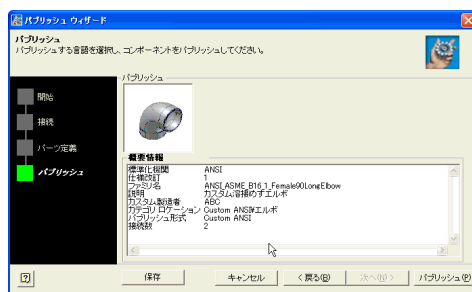 パブリッシュ ウィザード
パブリッシュ
パブリッシュする言語を選択し、コンポーネントをパブリッシュしてください。
開始
接続
パーツ定義
パブリッシュ
パブリッシュ
概要情報
標準化機関 ANSI
仕様改訂 1
ファミリ名 ANSI_ASME_B16_1_Female90LongElbow
説明 カスタム溶接めすエルボ
カスタム製造者 ABC
カテゴリ ロケーション Custom ANSI¥エルボ
パブリッシュ形式 Custom ANSI
接続数 2
保存
キャンセル
< 戻る(B)
次へ(N) >
パブリッシュ(P)